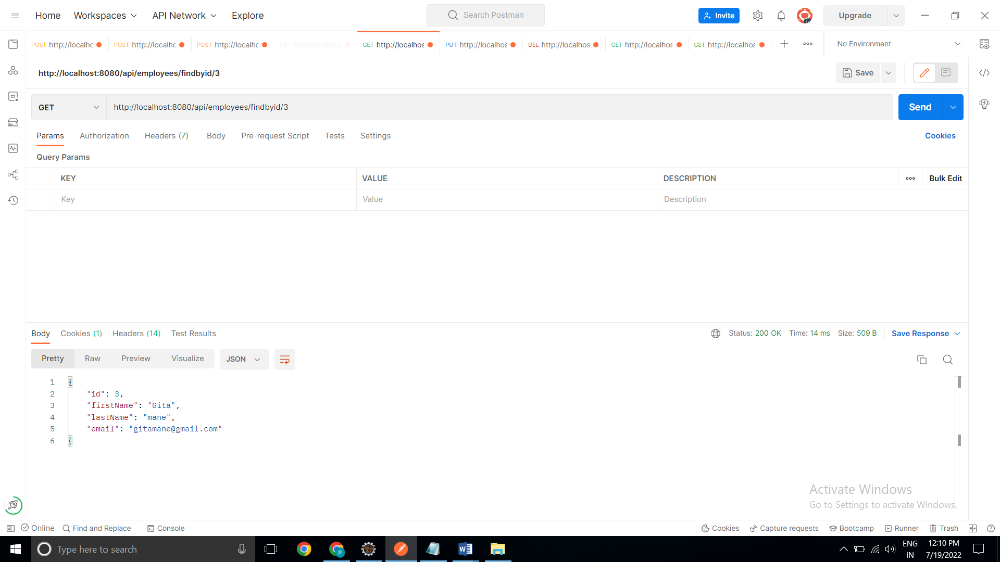 Home Workspaces API Network Explore Search Postman Invite Upgrade
POST http://localhc POST http://localhc POST http://localhc GET http://localhos GET http://localhos PUT http://localhos DEL http://localhos GET http://localhos GET http://localhos No Environment
http://localhost:8080/api/employees/findbyid/3 Save
GET http://localhost:8080/api/employees/findbyid/3 Send
Params Authorization Headers (7) Body Pre-request Script Tests Settings Cookies
Query Params
KEY VALUE DESCRIPTION Bulk Edit
Key Value Description
Body Cookies (1) Headers (14) Test Results Status: 200 OK Time: 14 ms Size: 509 B Save Response
Pretty Raw Preview Visualize JSON
1 {
2 "id": 3,
3 "firstName": "Gita",
4 "lastName": "mane",
5 "email": "gitamane@gmail.com"
6 }
Activate Windows
Go to Settings to activate Windows.
Online Find and Replace Console Cookies Capture requests Bootcamp Runner Trash
Type here to search ENG 12:10 PM
IN 7/19/2022